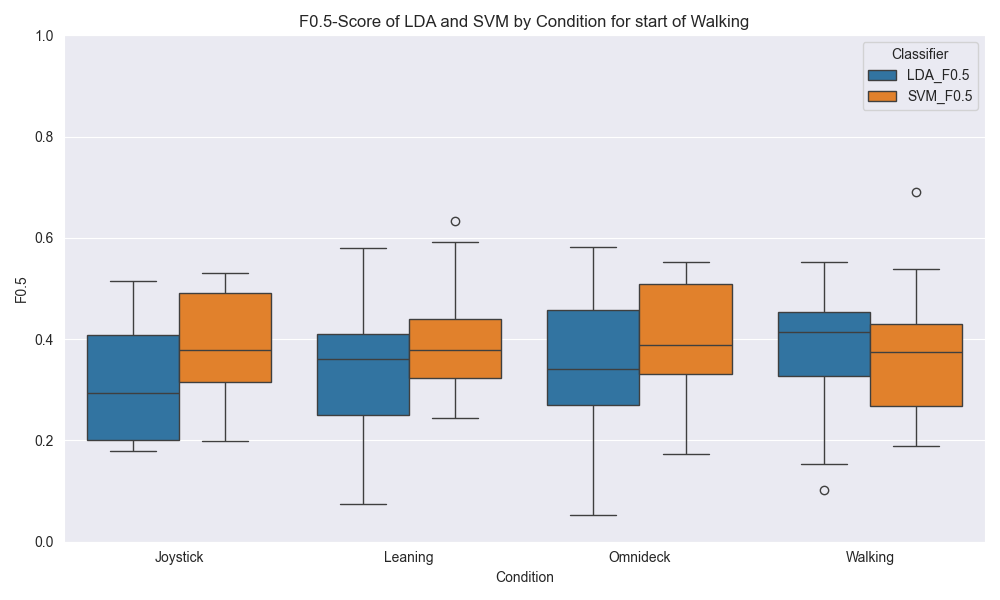 F0.5-Score of LDA and SVM by Condition for start of Walking
Classifier
LDA_F0.5
SVM_F0.5
1.0
0.8
0.6
0.4
0.2
0.0
F0.5
Joystick Leaning Omnideck Walking
Condition